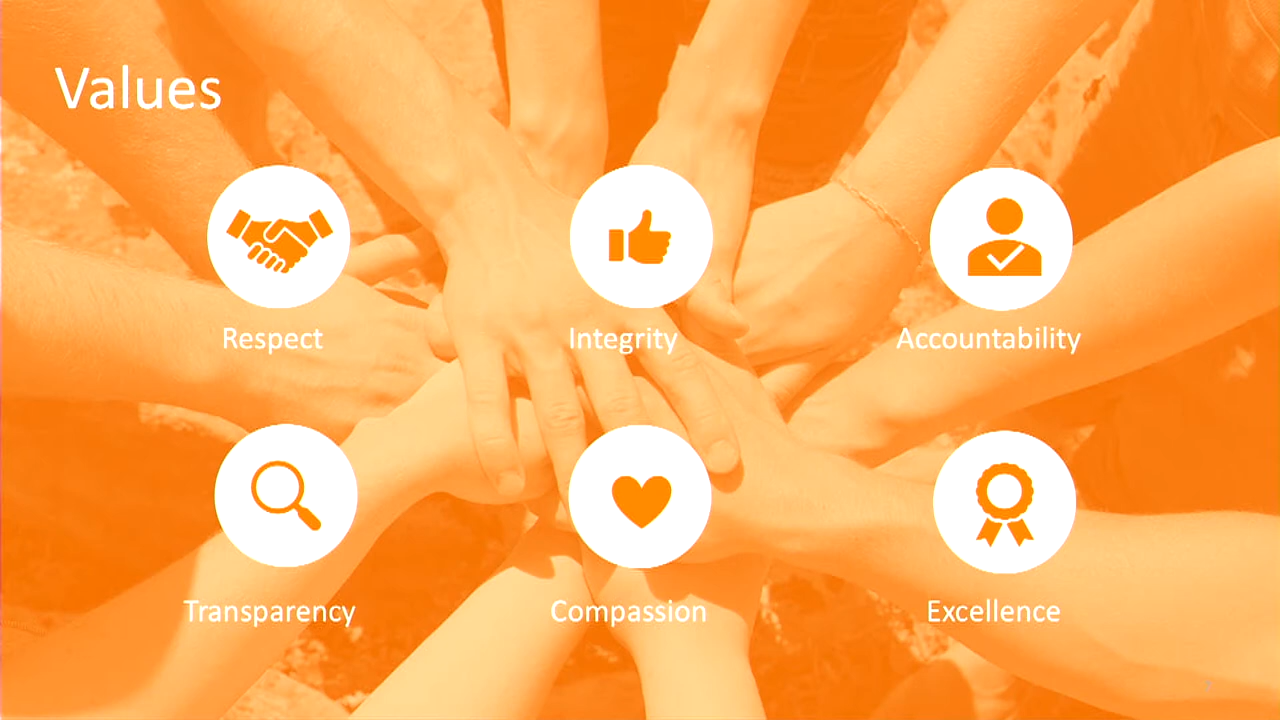 Values
Respect
Integrity
Accountability
Transparency
Compassion
Excellence